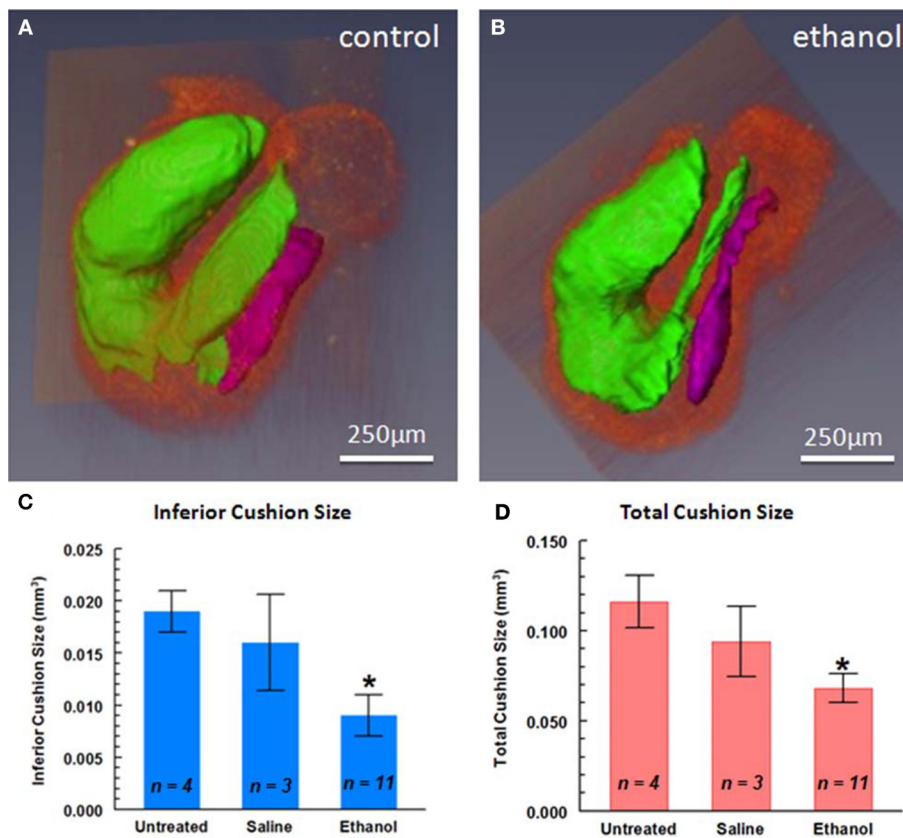 A
control
250µm
B
ethanol
250µm
C
Inferior Cushion Size
Inferior Cushion Size (mm³)
0.025
0.020
0.015
0.010
0.005
0.000
*
n = 4
n = 3
n = 11
Untreated
Saline
Ethanol
D
Total Cushion Size
Total Cushion Size (mm³)
0.150
0.100
0.050
0.000
*
n = 4
n = 3
n = 11
Untreated
Saline
Ethanol